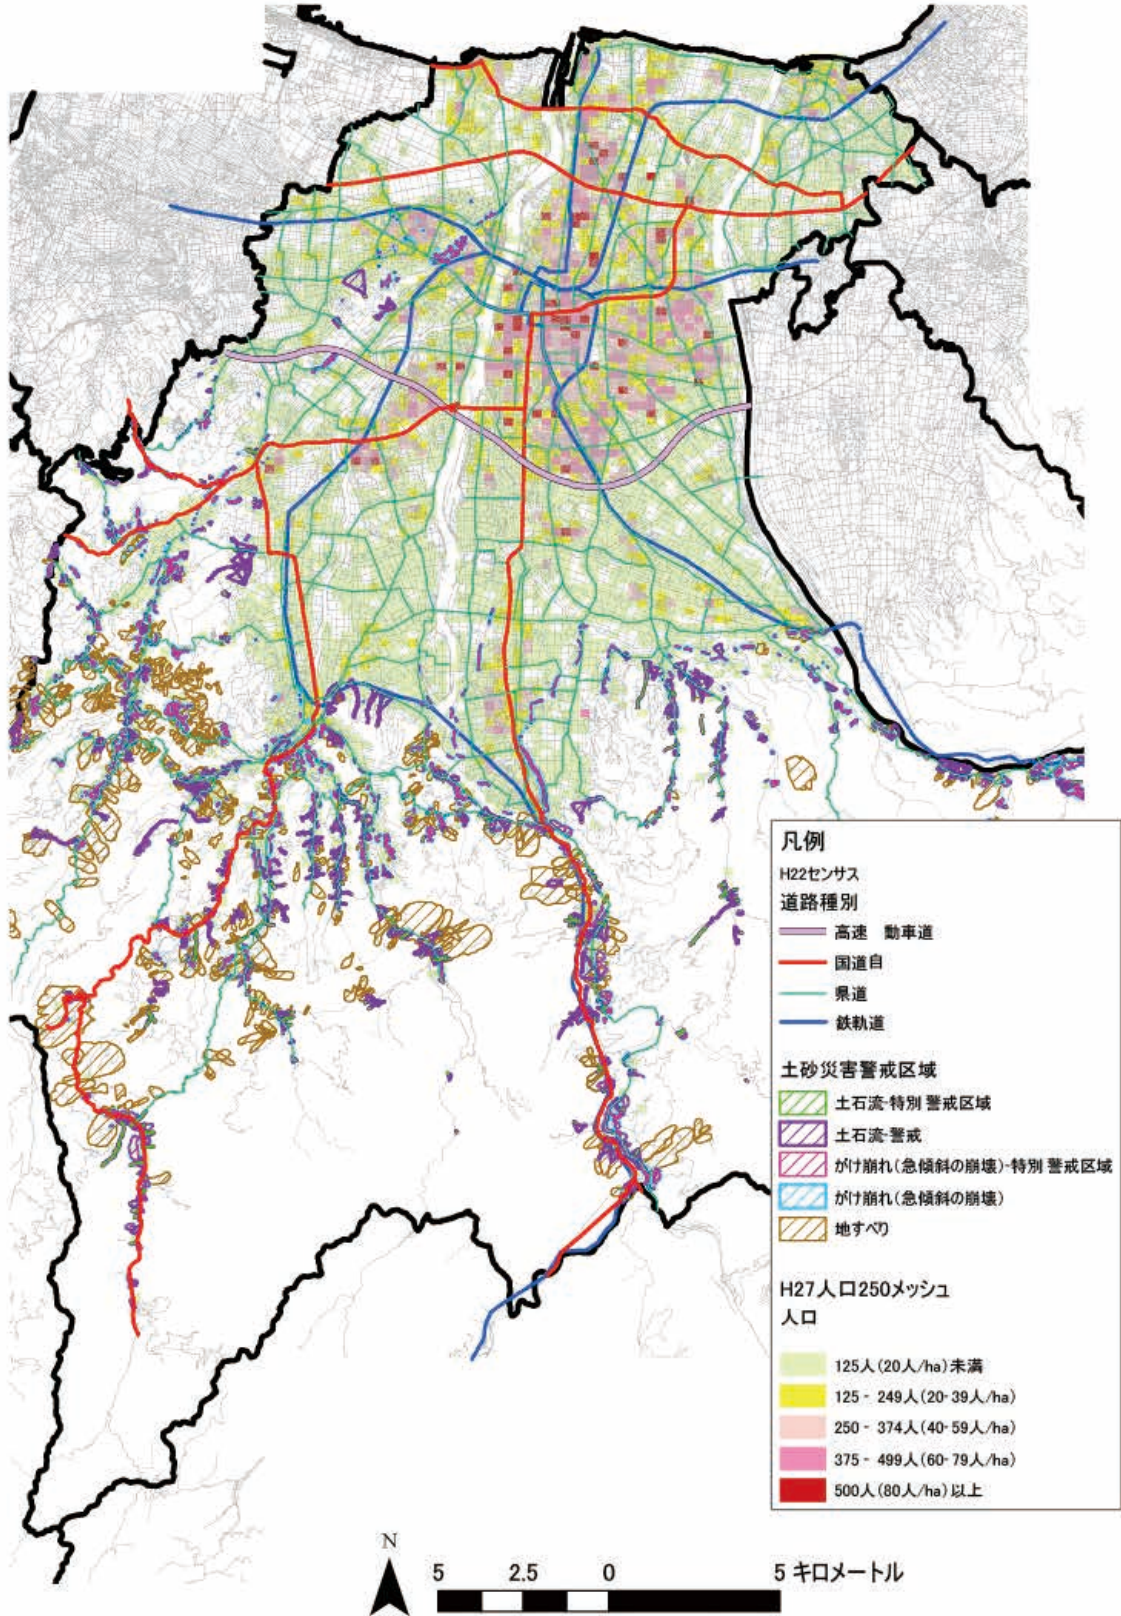 凡例
H22センサス
道路種別
高速　動車道
国道自
県道
鉄軌道
土砂災害警戒区域
土石流-特別 警戒区域
土石流-警戒
がけ崩れ(急傾斜の崩壊)-特別 警戒区域
がけ崩れ(急傾斜の崩壊)
地すべり
H27人口250メッシュ
人口
125人(20人/ha)未満
125 - 249人(20-39人/ha)
250 - 374人(40-59人/ha)
375 - 499人(60-79人/ha)
500人(80人/ha)以上
N
5 2.5 0 5 キロメートル